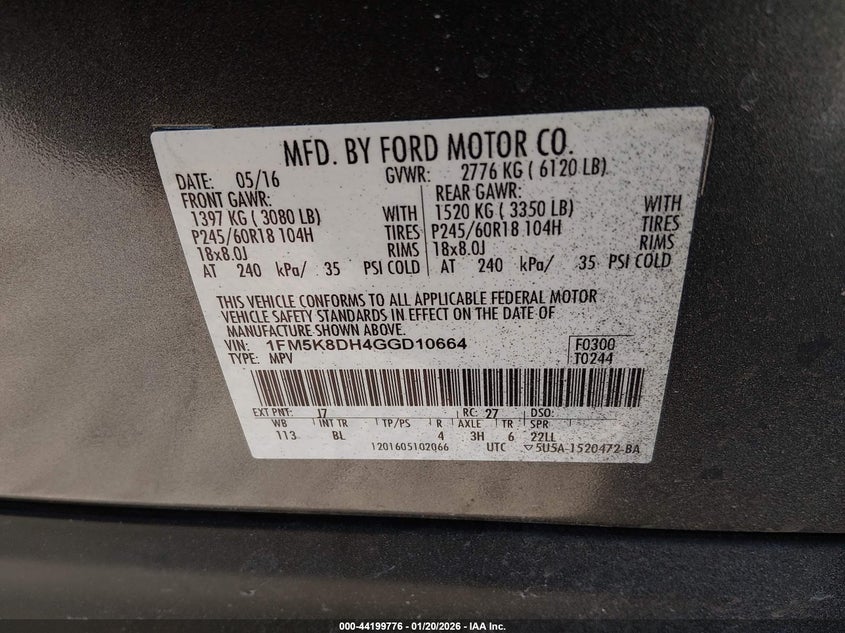 MFD. BY FORD MOTOR CO.
DATE: 05/16 GVWR: 2776 KG ( 6120 LB)
FRONT GAWR: REAR GAWR:
1397 KG ( 3080 LB) WITH 1520 KG ( 3350 LB) WITH
P245/60R18 104H TIRES P245/60R18 104H TIRES
18x8.0J RIMS 18x8.0J RIMS
AT 240 kPa/ 35 PSI COLD AT 240 kPa/ 35 PSI COLD
THIS VEHICLE CONFORMS TO ALL APPLICABLE FEDERAL MOTOR
VEHICLE SAFETY STANDARDS IN EFFECT ON THE DATE OF
MANUFACTURE SHOWN ABOVE.
VIN: 1FM5K8DH4GGD10664 F0300
TYPE: MPV T0244
EXT PNT: J7 RC: 27 DSO:
WB INT TR TP/PS R AXLE TR SPR
113 BL 4 3H 6 22LL
1201605102066 UTC ▽5U5A-1520472-BA
000-44199776 - 01/20/2026 - IAA Inc.